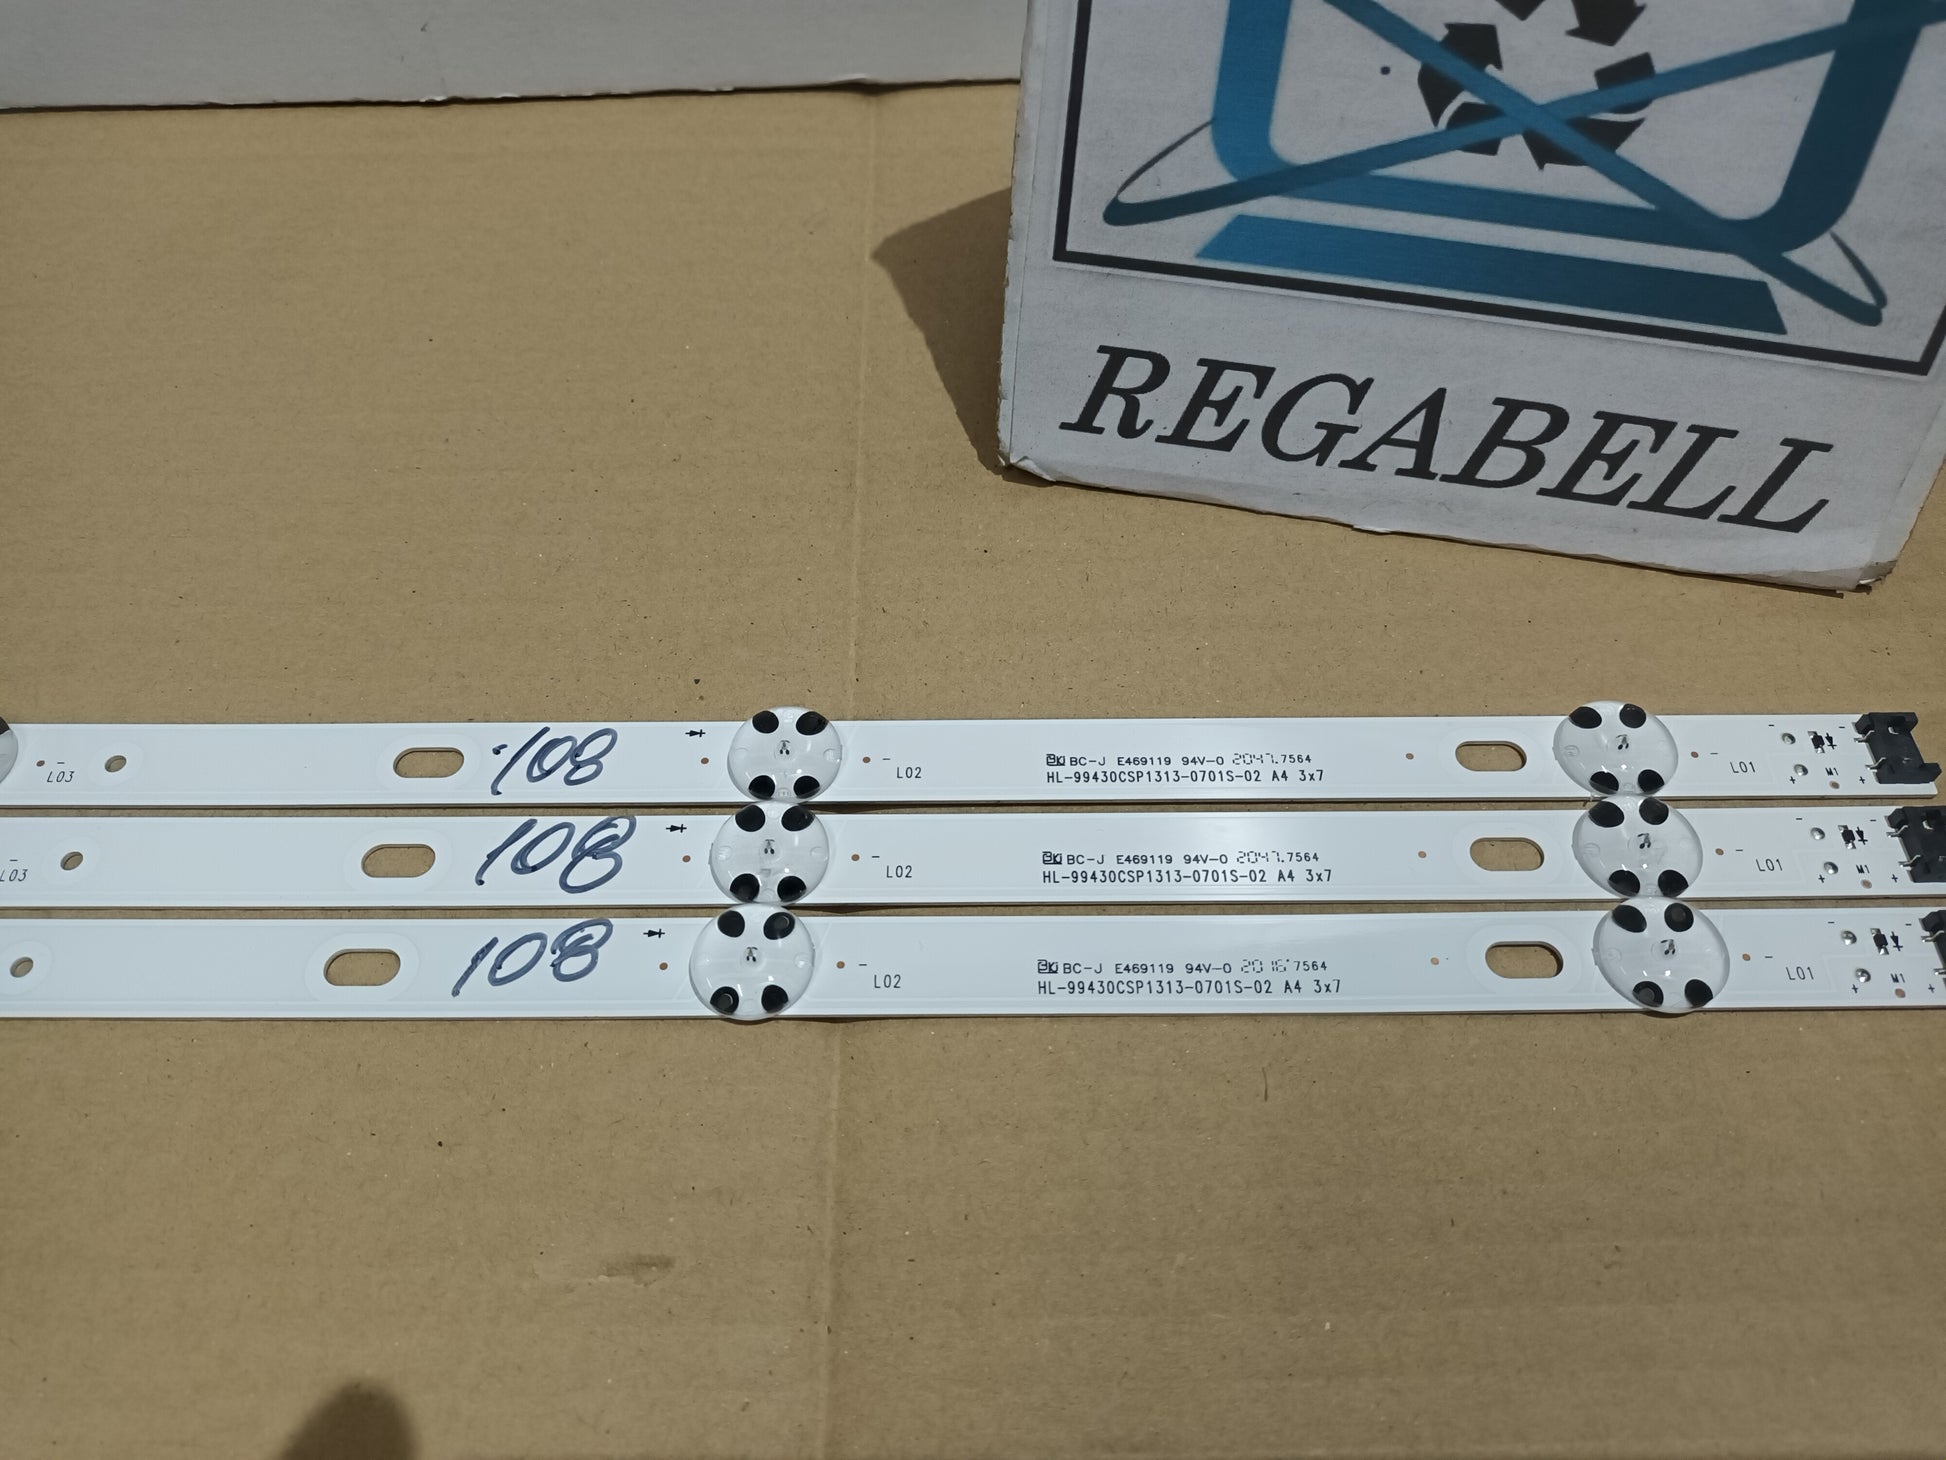 REGABELL
L03
108
L02
BC-J E469119 94V-0 2047.7564
HL-99430CSP1313-0701S-02 A4 3x7
L01
M1
L03
108
L02
BC-J E469119 94V-0 2047.7564
HL-99430CSP1313-0701S-02 A4 3x7
L01
M1
108
L02
BC-J E469119 94V-0 2016 7564
HL-99430CSP1313-0701S-02 A4 3x7
L01
M1